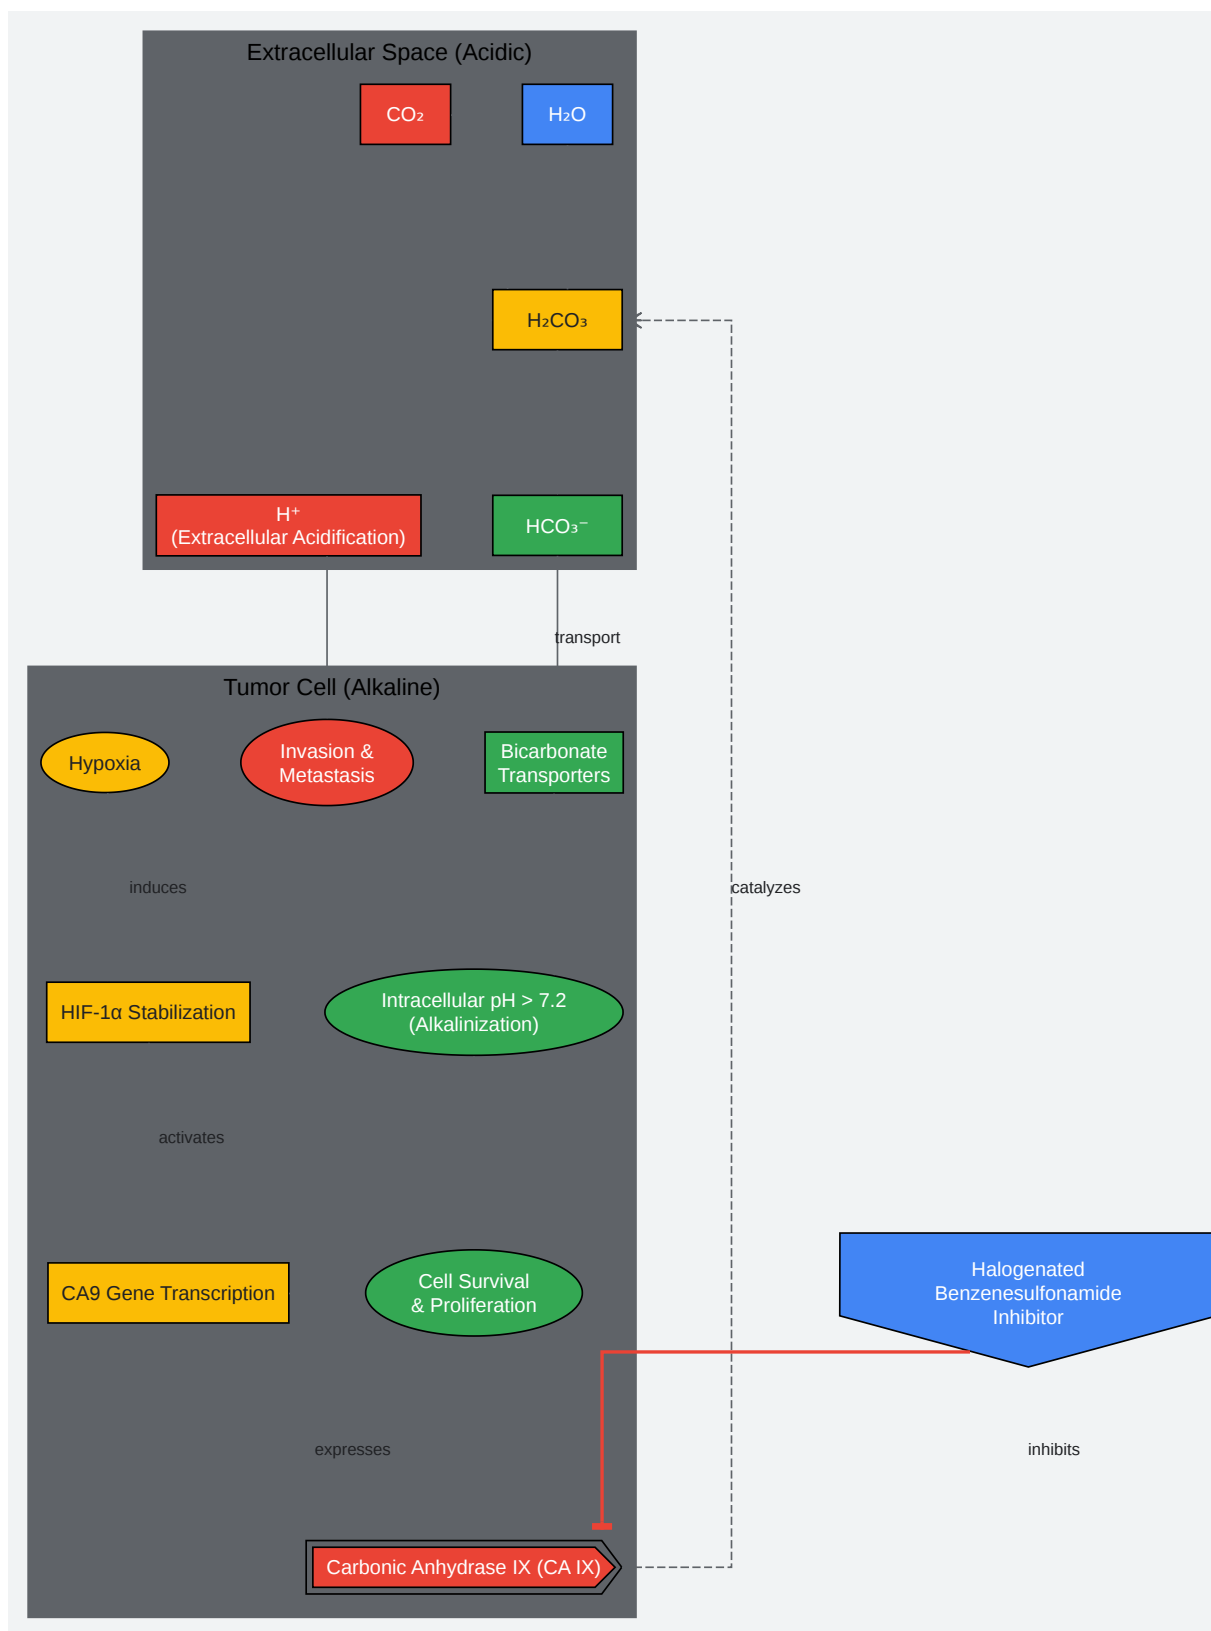 Extracellular Space (Acidic)
CO₂
H₂O
H₂CO₃
H⁺
(Extracellular Acidification)
HCO₃⁻
transport
Tumor Cell (Alkaline)
Hypoxia
Invasion &
Metastasis
Bicarbonate
Transporters
induces
catalyzes
HIF-1α Stabilization
Intracellular pH > 7.2
(Alkalinization)
activates
CA9 Gene Transcription
Cell Survival
& Proliferation
Halogenated
Benzenesulfonamide
Inhibitor
expresses
inhibits
Carbonic Anhydrase IX (CA IX)